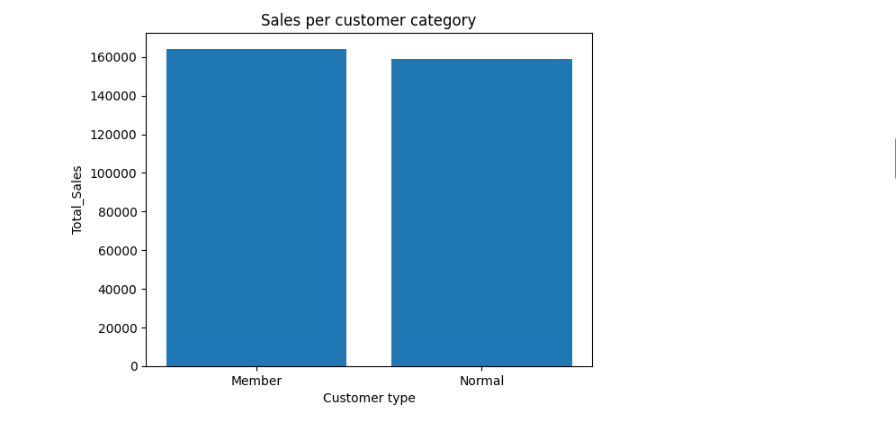 Sales per customer category
Total_Sales
160000
140000
120000
100000
80000
60000
40000
20000
0
Member Normal
Customer type